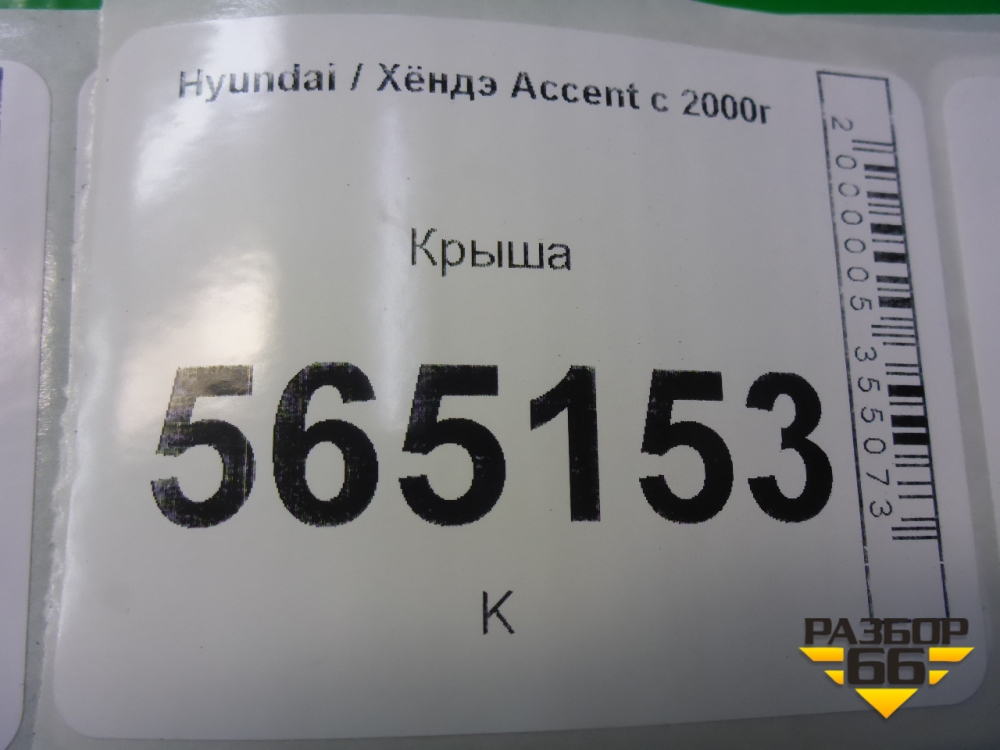 Hyundai / Хёндэ Accent с 2000г
Крыша
565153
К
2000005355073
РАЗБОР
66